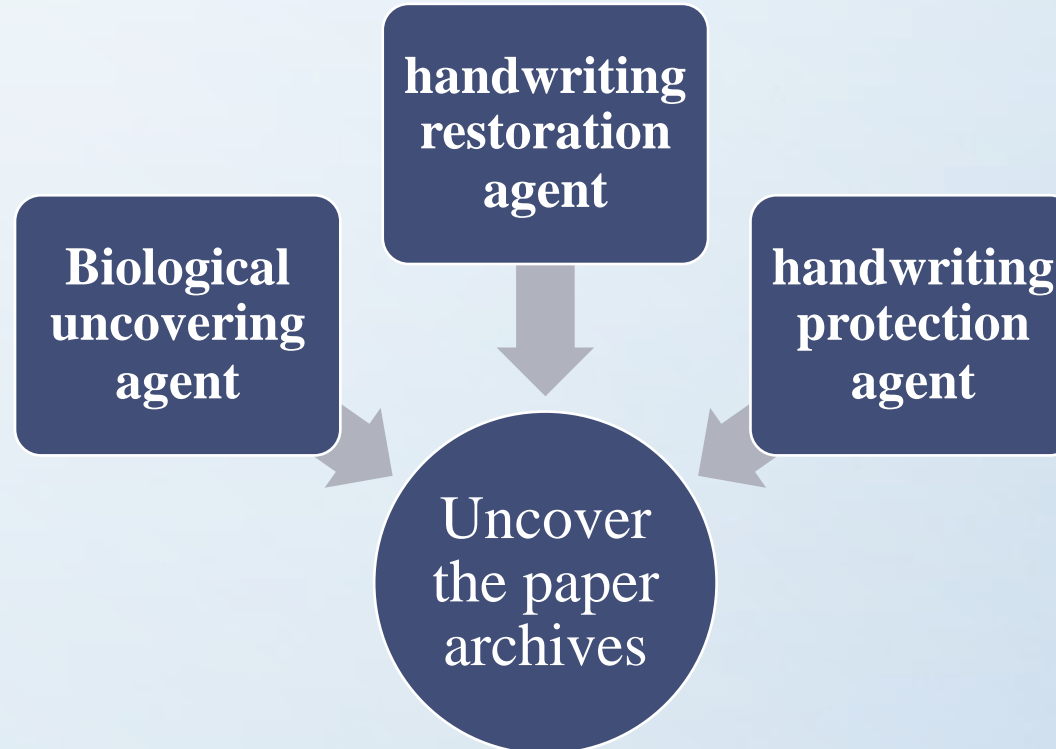 handwriting
restoration
agent
Biological
uncovering
agent
handwriting
protection
agent
Uncover
the paper
archives